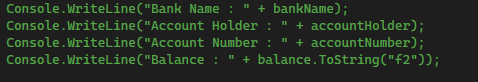 Console.WriteLine("Bank Name : " + bankName);
Console.WriteLine("Account Holder : " + accountHolder);
Console.WriteLine("Account Number : " + accountNumber);
Console.WriteLine("Balance : " + balance.ToString("f2"));